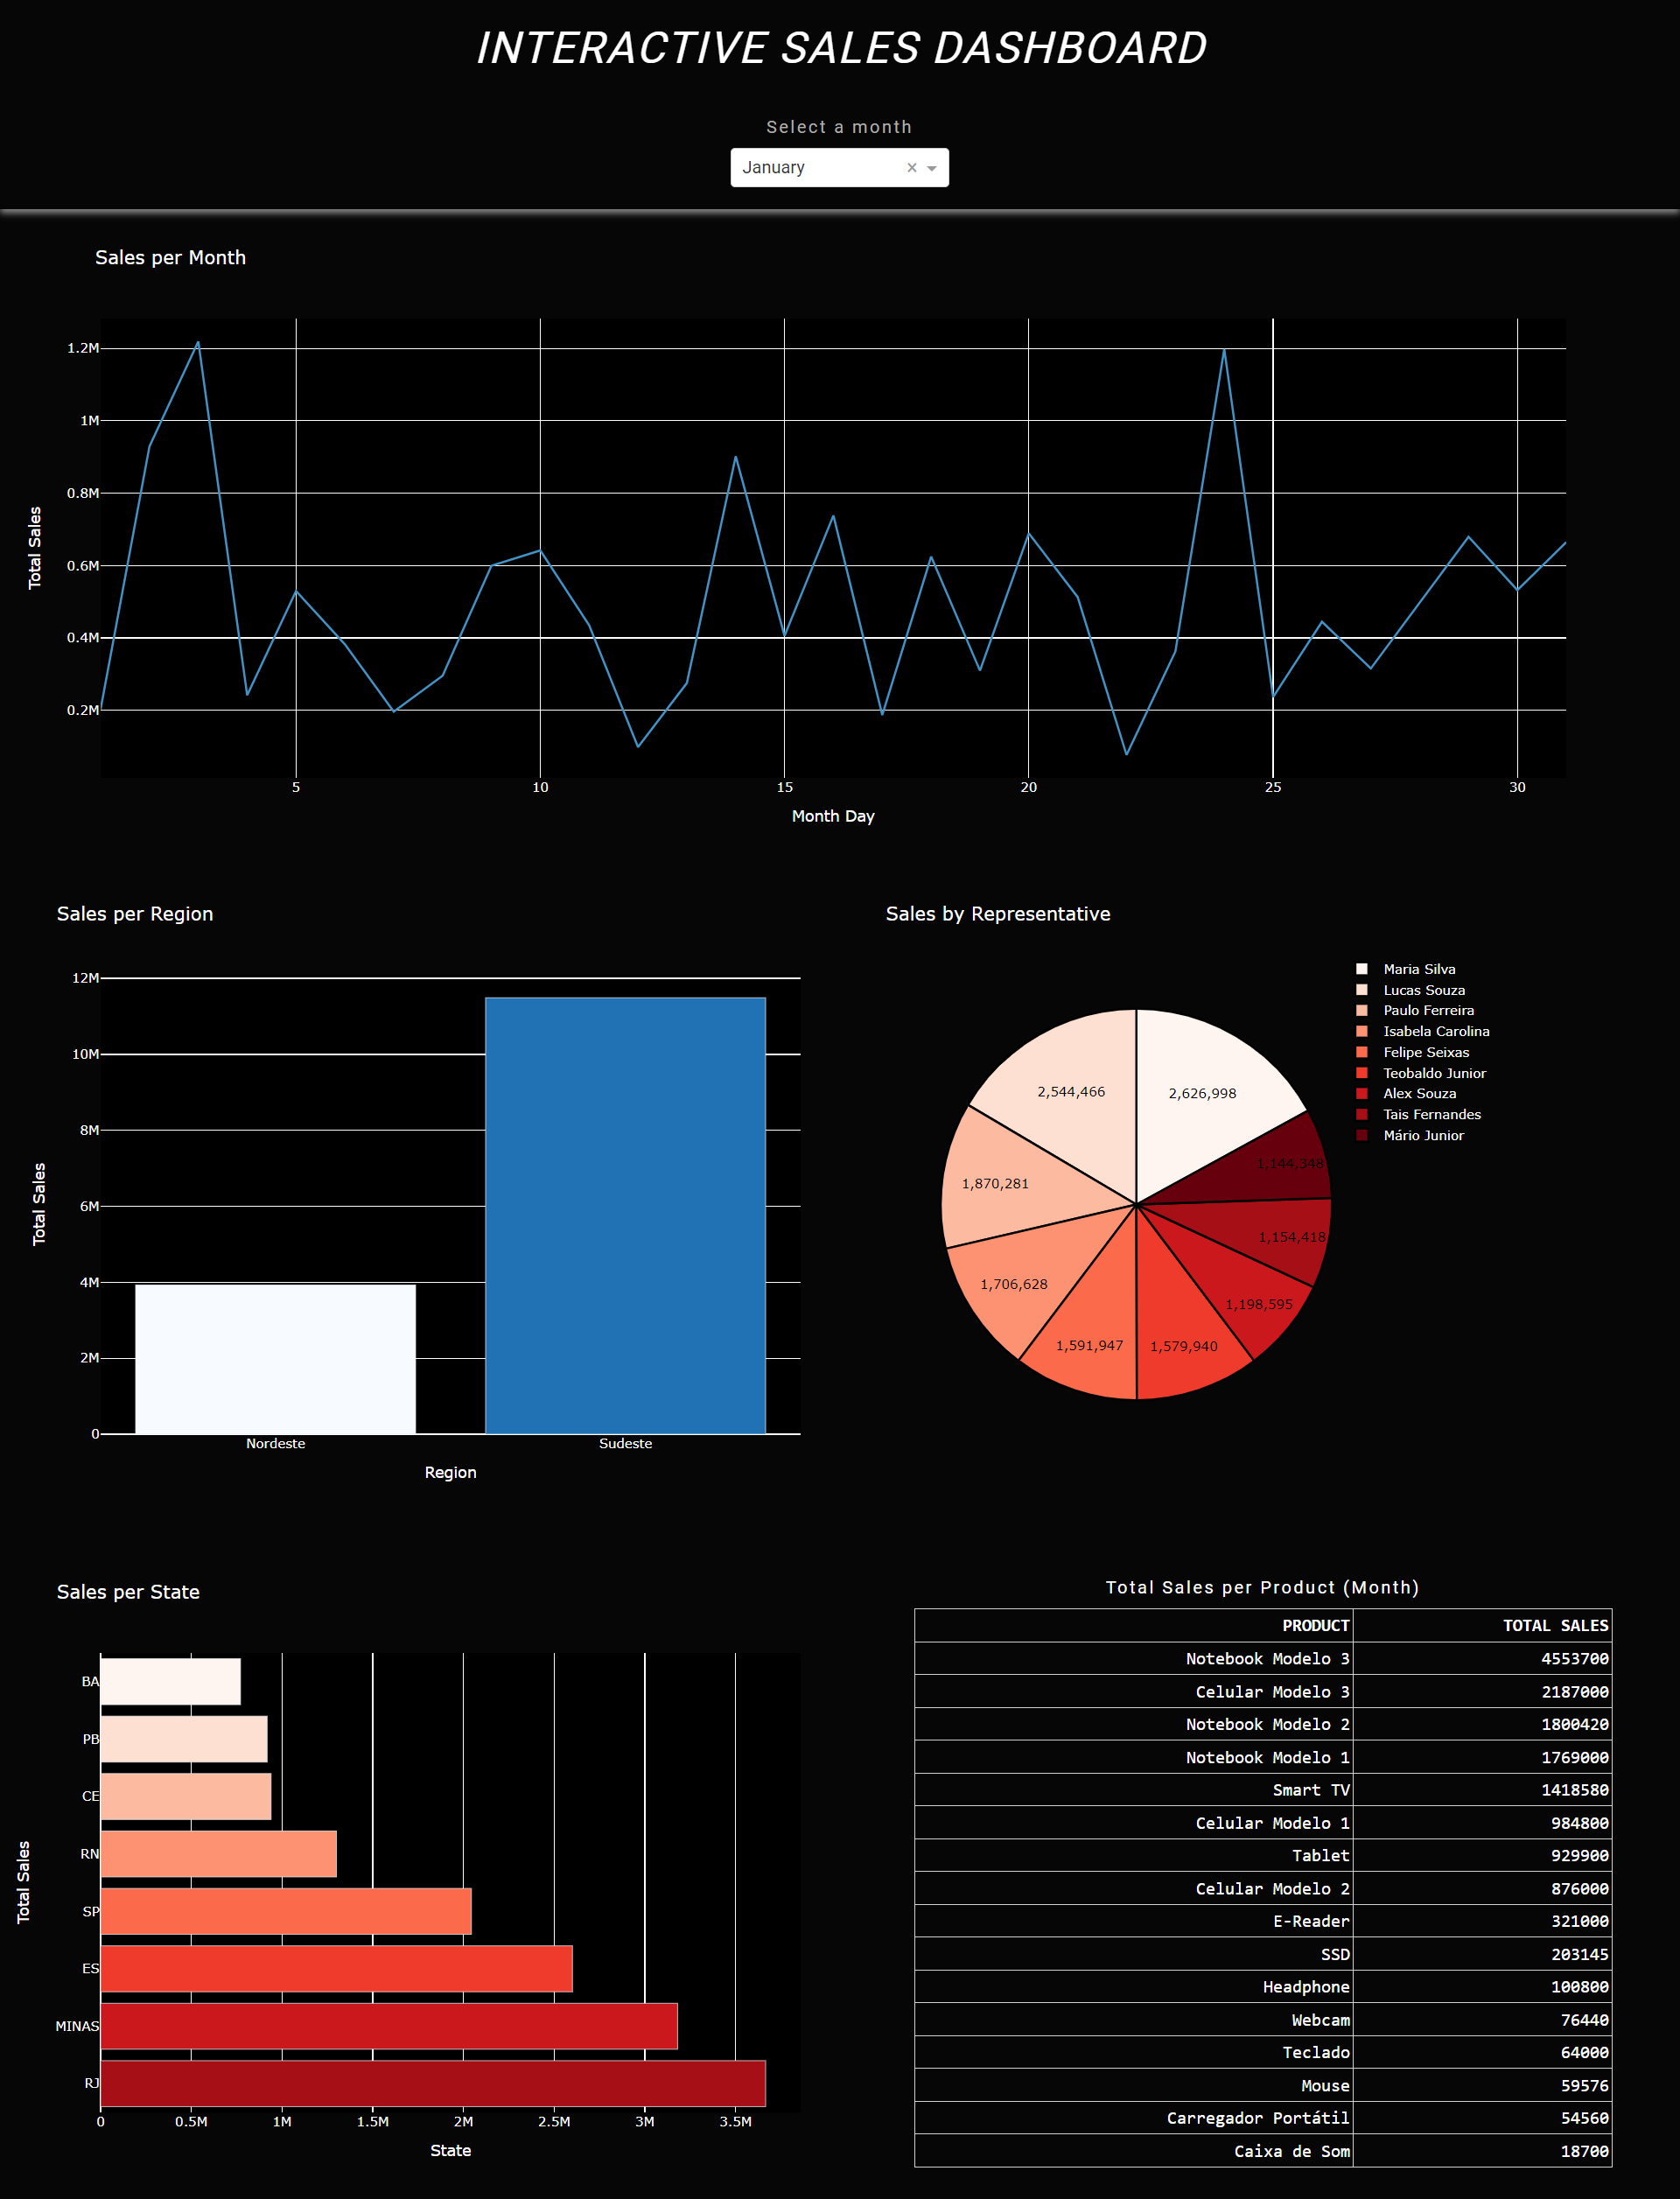 INTERACTIVE SALES DASHBOARD
Select a month
January × 
Sales per Month
Total Sales
1.2M
1M
0.8M
0.6M
0.4M
0.2M
5 10 15 20 25 30
Month Day
Sales per Region
Total Sales
12M
10M
8M
6M
4M
2M
0
Nordeste Sudeste
Region
Sales by Representative
2,544,466
2,626,998
1,144,348
1,870,281
1,154,418
1,706,628
1,198,595
1,591,947
1,579,940
Maria Silva
Lucas Souza
Paulo Ferreira
Isabela Carolina
Felipe Seixas
Teobaldo Junior
Alex Souza
Tais Fernandes
Mário Junior
Sales per State
Total Sales
BA
PB
CE
RN
SP
ES
MINAS
RJ
0 0.5M 1M 1.5M 2M 2.5M 3M 3.5M
State
Total Sales per Product (Month)
PRODUCT TOTAL SALES
Notebook Modelo 3 4553700
Celular Modelo 3 2187000
Notebook Modelo 2 1800420
Notebook Modelo 1 1769000
Smart TV 1418580
Celular Modelo 1 984800
Tablet 929900
Celular Modelo 2 876000
E-Reader 321000
SSD 203145
Headphone 100800
Webcam 76440
Teclado 64000
Mouse 59576
Carregador Portátil 54560
Caixa de Som 18700